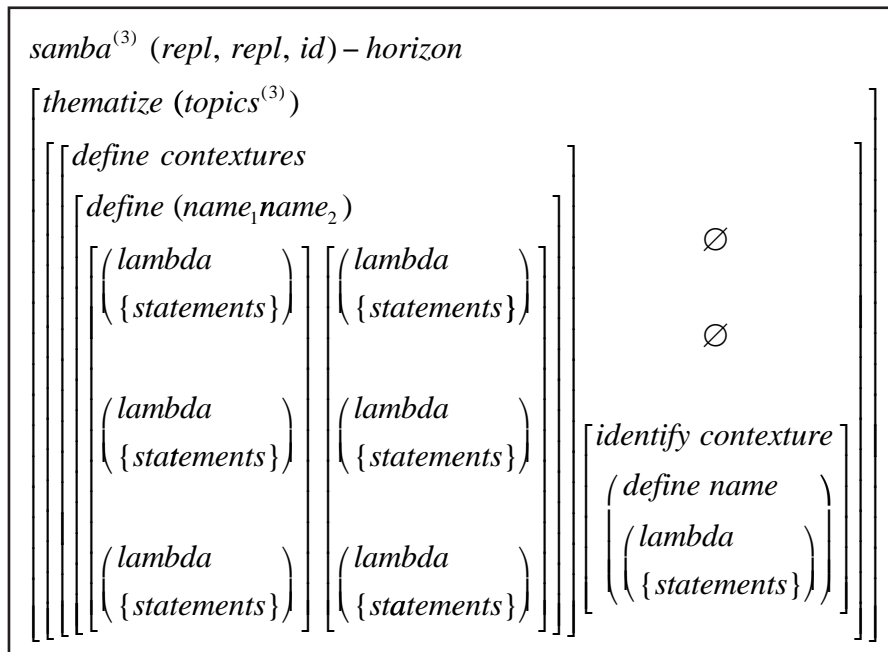 samba⁽³⁾ (repl, repl, id) – horizon
thematize (topics⁽³⁾)
define contextures
define (name₁name₂)
lambda lambda
{statements} {statements}
∅
∅
lambda lambda
{statements} {statements}
identify contexture
define name
lambda
{statements}
lambda lambda
{statements} {statements}